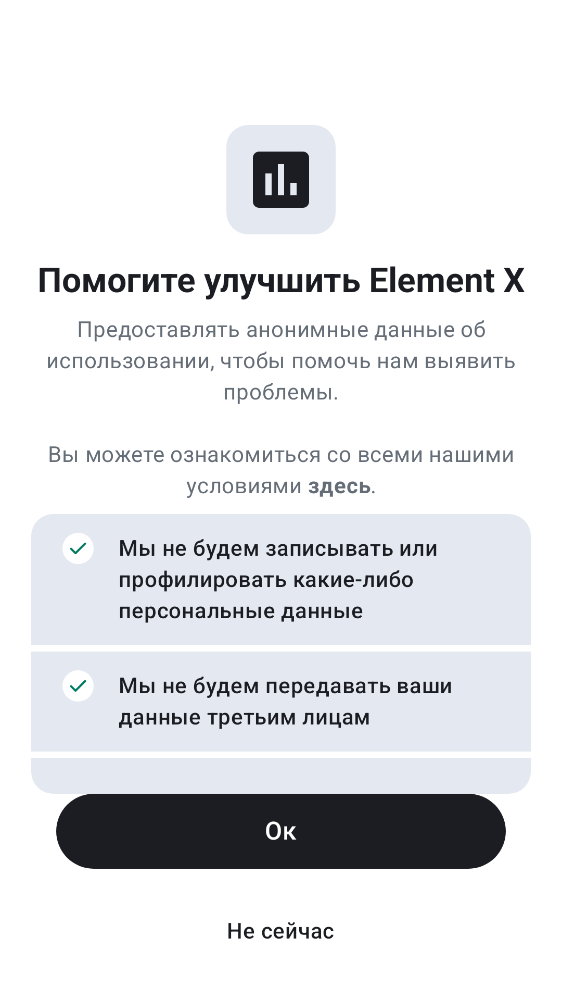 Помогите улучшить Element X
Предоставлять анонимные данные об
использовании, чтобы помочь нам выявить
проблемы.
Вы можете ознакомиться со всеми нашими
условиями здесь.
Мы не будем записывать или
профилировать какие-либо
персональные данные
Мы не будем передавать ваши
данные третьим лицам
Ок
Не сейчас